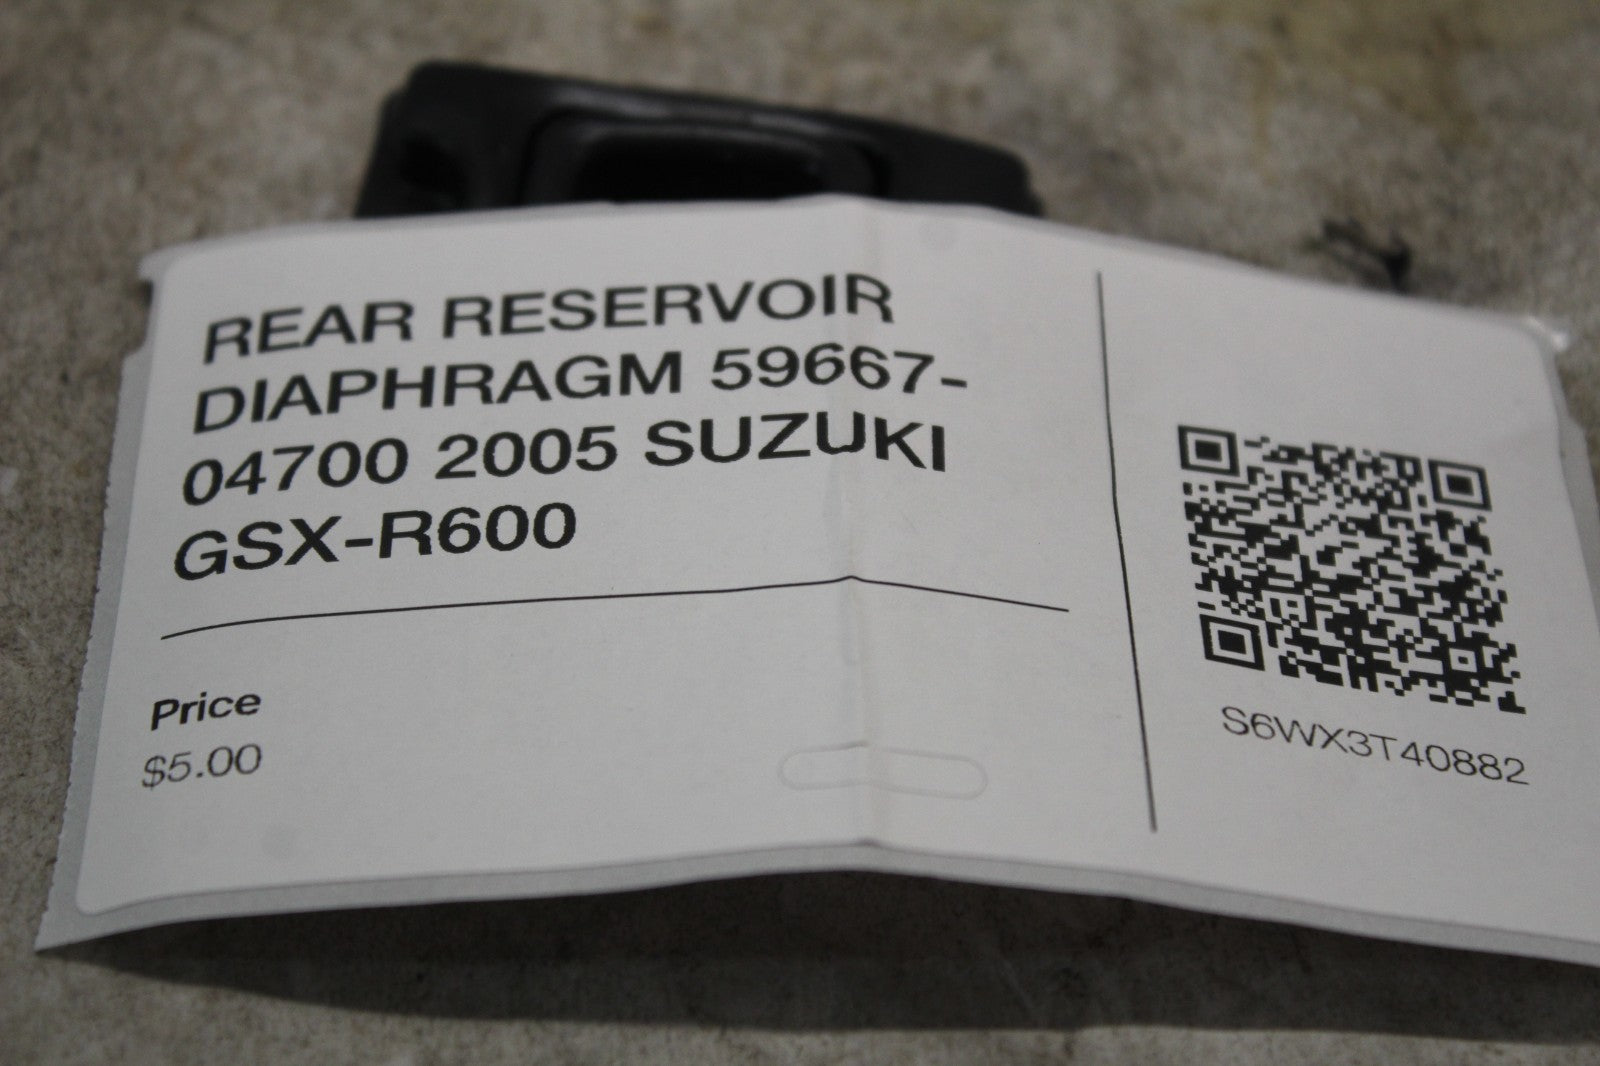 REAR RESERVOIR
DIAPHRAGM 59667-
04700 2005 SUZUKI
GSX-R600
Price
$5.00
S6WX3T40882